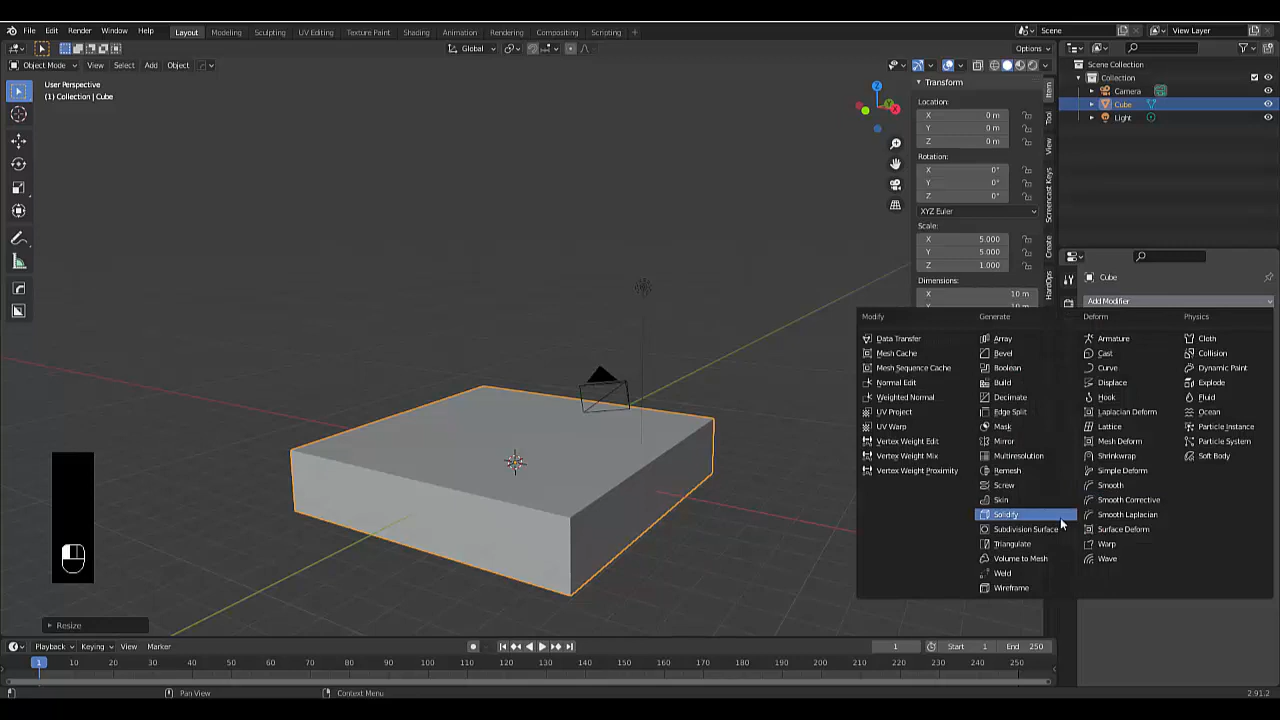 File Edit Render Window Help Layout Modeling Sculpting UV Editing Texture Paint Shading Animation Rendering Compositing Scripting + Scene View Layer
Global Options
Object Mode View Select Add Object
User Perspective
(1) Collection | Cube
Transform
Location:
X 0 m
Y 0 m
Z 0 m
Rotation:
X 0°
Y 0°
Z 0°
XYZ Euler
Scale:
X 5.000
Y 5.000
Z 1.000
Dimensions:
X 10 m
Item
Tool
View
Screencast Keys
Create
HardOps
Scene Collection
Collection
Camera
Cube
Light
Cube
Add Modifier
Modify
Data Transfer
Mesh Cache
Mesh Sequence Cache
Normal Edit
Weighted Normal
UV Project
UV Warp
Vertex Weight Edit
Vertex Weight Mix
Vertex Weight Proximity
Generate
Array
Bevel
Boolean
Build
Decimate
Edge Split
Mask
Mirror
Multiresolution
Remesh
Screw
Skin
Solidify
Subdivision Surface
Triangulate
Volume to Mesh
Weld
Wireframe
Deform
Armature
Cast
Curve
Displace
Hook
Laplacian Deform
Lattice
Mesh Deform
Shrinkwrap
Simple Deform
Smooth
Smooth Corrective
Smooth Laplacian
Surface Deform
Warp
Wave
Physics
Cloth
Collision
Dynamic Paint
Explode
Fluid
Ocean
Particle Instance
Particle System
Soft Body
Resize
Playback Keying View Marker 1 Start 1 End 250
1 10 20 30 40 50 60 70 80 90 100 110 120 130 140 150 160 170 180 190 200 210 220 230 240 250
Pan View Context Menu 2.91.2